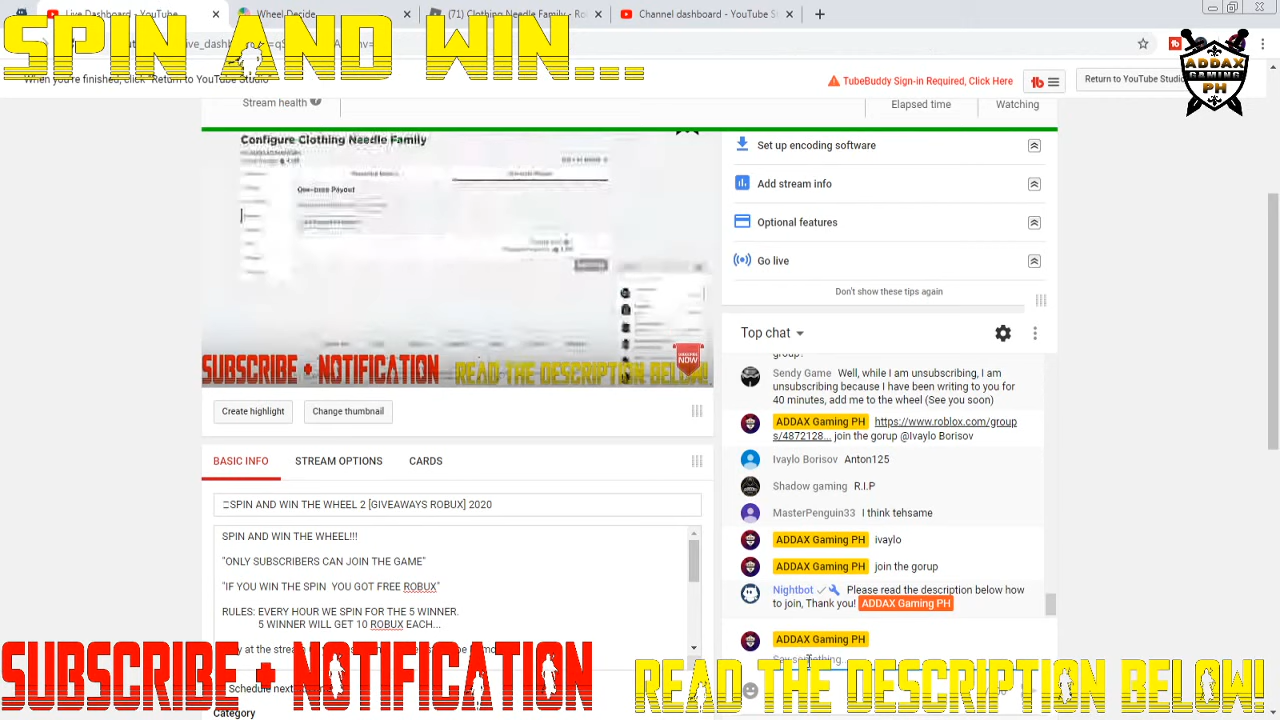 Live Dashboard - YouTube
Wheel Decide
(71) Clothing Needle Family - Ro
Channel dashboard - YouTube S
SPIN AND WIN...
When you're finished, click "Return to YouTube Studio"
TubeBuddy Sign-in Required, Click Here
Return to YouTube Studio
ADDAX
GAMING
PH
Stream health
Elapsed time
Watching
Configure Clothing Needle Family
One-time Payout
SUBSCRIBE + NOTIFICATION
READ THE DESCRIPTION BELOW!
SUBSCRIBE
NOW
Create highlight
Change thumbnail
BASIC INFO
STREAM OPTIONS
CARDS
SPIN AND WIN THE WHEEL 2 [GIVEAWAYS ROBUX] 2020
SPIN AND WIN THE WHEEL!!!
"ONLY SUBSCRIBERS CAN JOIN THE GAME"
"IF YOU WIN THE SPIN YOU GOT FREE ROBUX"
RULES: EVERY HOUR WE SPIN FOR THE 5 WINNER.
5 WINNER WILL GET 10 ROBUX EACH...
at the
Schedule next
Category
Set up encoding software
Add stream info
Optional features
Go live
Don't show these tips again
Top chat
group?
Sendy Game Well, while I am unsubscribing, I am
unsubscribing because I have been writing to you for
40 minutes, add me to the wheel (See you soon)
ADDAX Gaming PH https://www.roblox.com/group
s/4872128... join the gorup @Ivaylo Borisov
Ivaylo Borisov Anton125
Shadow gaming R.I.P
MasterPenguin33 I think tehsame
ADDAX Gaming PH ivaylo
ADDAX Gaming PH join the gorup
Nightbot Please read the description below how
to join, Thank you! ADDAX Gaming PH
ADDAX Gaming PH
Say something...
SUBSCRIBE + NOTIFICATION
READ THE DESCRIPTION BELOW!